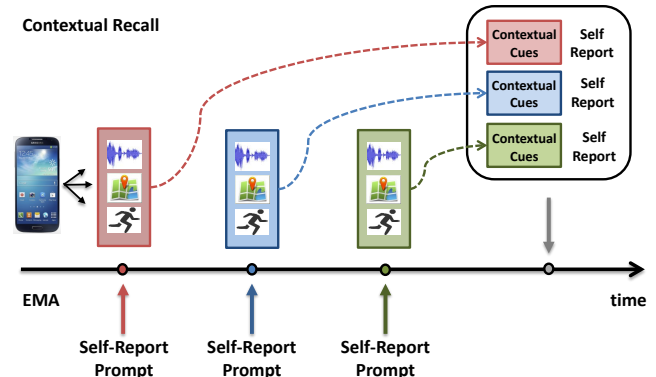 Contextual Recall
Contextual Cues
Self Report
Contextual Cues
Self Report
Contextual Cues
Self Report
EMA
time
Self-Report Prompt
Self-Report Prompt
Self-Report Prompt